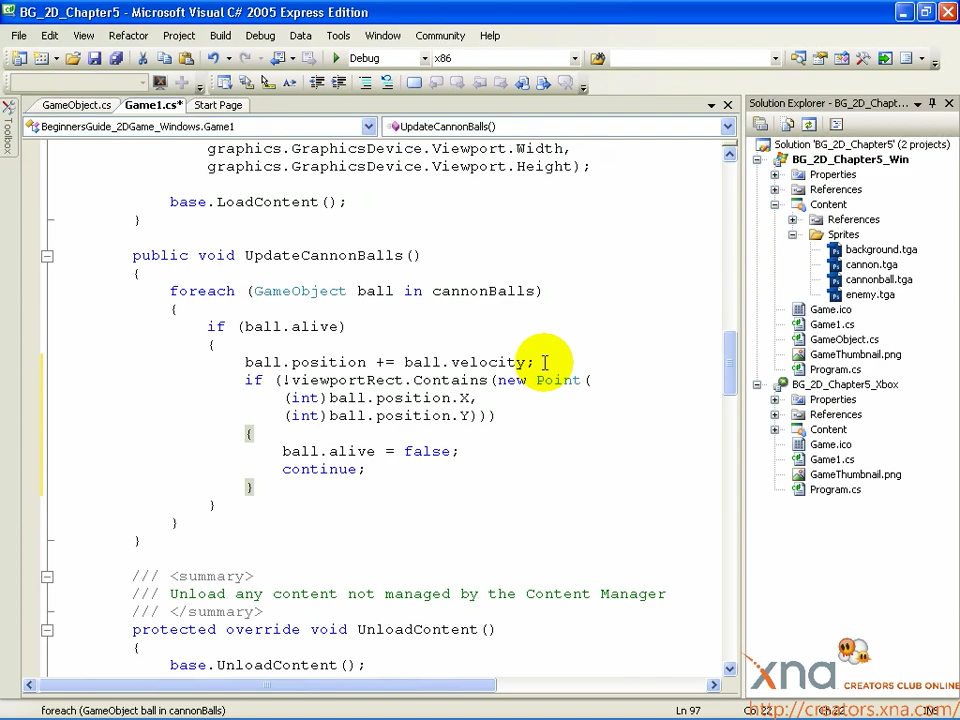 BG_2D_Chapter5 - Microsoft Visual C# 2005 Express Edition
File Edit View Refactor Project Build Debug Data Tools Window Community Help
Debug x86
GameObject.cs Game1.cs* Start Page
Solution Explorer - BG_2D_Chapt...
Toolbox
BeginnersGuide_2DGame_Windows.Game1 UpdateCannonBalls()
graphics.GraphicsDevice.Viewport.Width,
graphics.GraphicsDevice.Viewport.Height);
base.LoadContent();
}
public void UpdateCannonBalls()
{
foreach (GameObject ball in cannonBalls)
{
if (ball.alive)
{
ball.position += ball.velocity;
if (!viewportRect.Contains(new Point(
(int)ball.position.X,
(int)ball.position.Y)))
{
ball.alive = false;
continue;
}
}
}
}
/// <summary>
/// Unload any content not managed by the Content Manager
/// </summary>
protected override void UnloadContent()
{
base.UnloadContent();
Solution 'BG_2D_Chapter5' (2 projects)
BG_2D_Chapter5_Win
Properties
References
Content
References
Sprites
background.tga
cannon.tga
cannonball.tga
enemy.tga
Game.ico
Game1.cs
GameObject.cs
GameThumbnail.png
Program.cs
BG_2D_Chapter5_Xbox
Properties
References
Content
Game.ico
Game1.cs
GameThumbnail.png
Program.cs
xna CREATORS CLUB ONLINE
http://creators.xna.com/
foreach (GameObject ball in cannonBalls) Ln 97